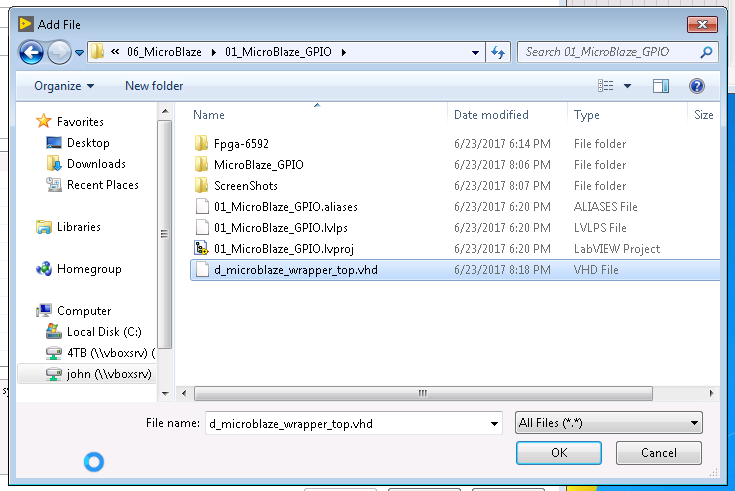 Add File
« 06_MicroBlaze 01_MicroBlaze_GPIO Search 01_MicroBlaze_GPIO
Organize New folder
Name Date modified Type Size
Favorites
Desktop
Downloads
Recent Places
Libraries
Homegroup
Computer
Local Disk (C:)
4TB (\\vboxsrv) (
john (\\vboxsrv)
Fpga-6592 6/23/2017 6:14 PM File folder
MicroBlaze_GPIO 6/23/2017 8:06 PM File folder
ScreenShots 6/23/2017 8:07 PM File folder
01_MicroBlaze_GPIO.aliases 6/23/2017 6:20 PM ALIASES File
01_MicroBlaze_GPIO.lvlps 6/23/2017 6:20 PM LVLPS File
01_MicroBlaze_GPIO.lvproj 6/23/2017 6:20 PM LabVIEW Project
d_microblaze_wrapper_top.vhd 6/23/2017 8:18 PM VHD File
File name: d_microblaze_wrapper_top.vhd All Files (*.*)
OK Cancel